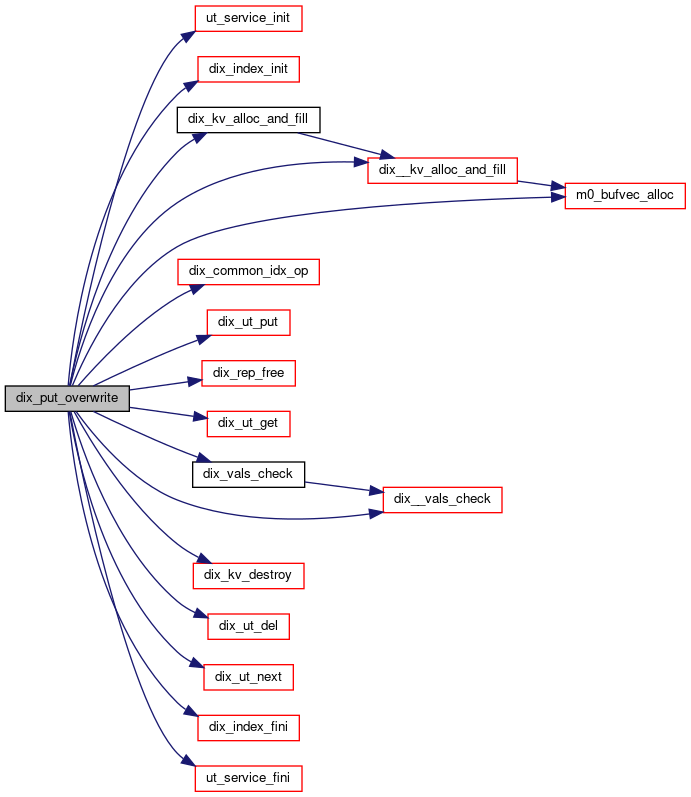 ut_service_init
dix_index_init
dix_kv_alloc_and_fill
dix__kv_alloc_and_fill
m0_bufvec_alloc
dix_common_idx_op
dix_ut_put
dix_rep_free
dix_put_overwrite
dix_ut_get
dix_vals_check
dix__vals_check
dix_kv_destroy
dix_ut_del
dix_ut_next
dix_index_fini
ut_service_fini